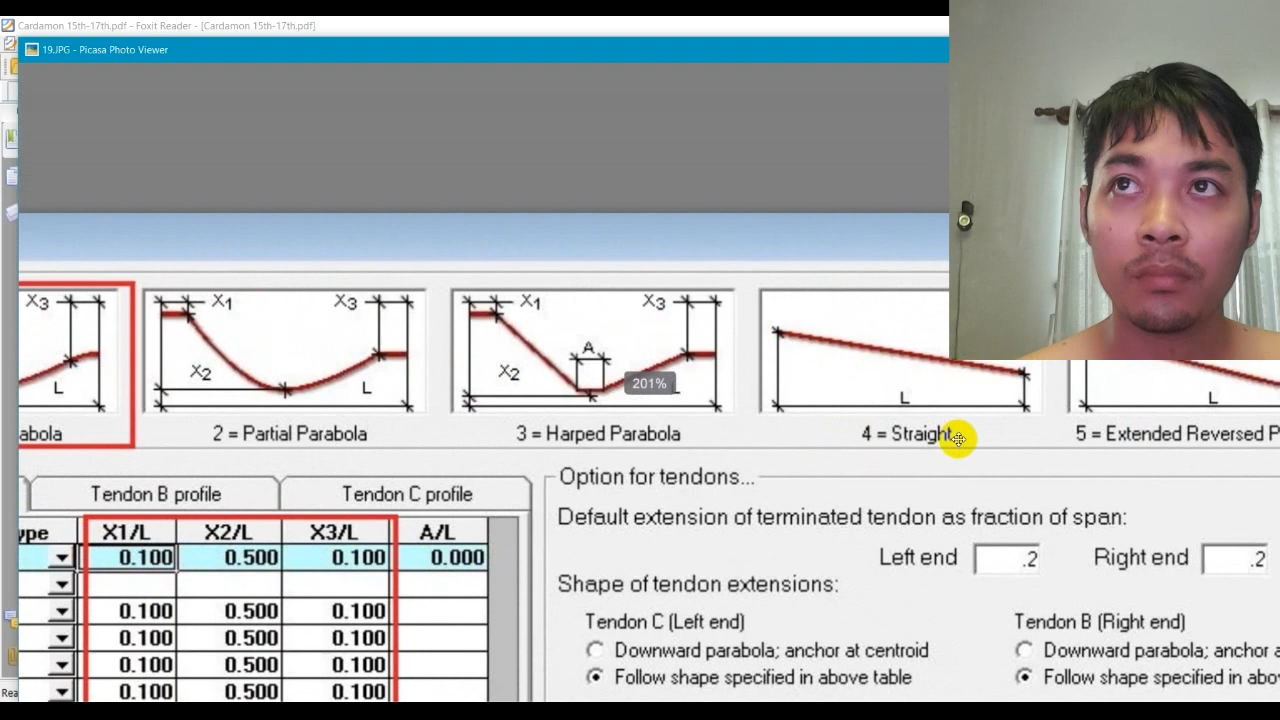 Cardamon 15th-17th.pdf - Foxit Reader - [Cardamon 15th-17th.pdf]
19.JPG - Picasa Photo Viewer
X3 X1 X3 X1 X3
A
X2 X2 201%
L L L L L
abola 2 = Partial Parabola 3 = Harped Parabola 4 = Straight 5 = Extended Reversed P
Tendon B profile Tendon C profile
Option for tendons...
ype X1/L X2/L X3/L A/L
Default extension of terminated tendon as fraction of span:
0.100 0.500 0.100 0.000
Left end .2 Right end .2
Shape of tendon extensions:
0.100 0.500 0.100
Tendon C (Left end) Tendon B (Right end)
0.100 0.500 0.100
Downward parabola; anchor at centroid Downward parabola; anchor a
0.100 0.500 0.100
Follow shape specified in above table Follow shape specified in abo
0.100 0.500 0.100
Rea